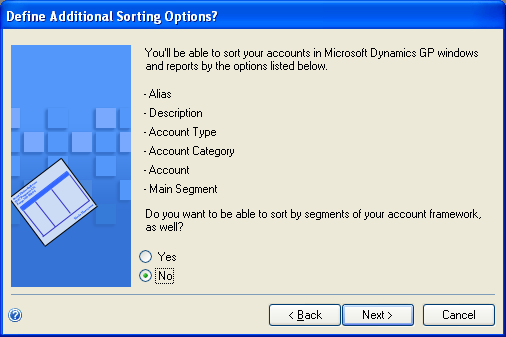 Define Additional Sorting Options?
You'll be able to sort your accounts in Microsoft Dynamics GP windows
and reports by the options listed below.
- Alias
- Description
- Account Type
- Account Category
- Account
- Main Segment
Do you want to be able to sort by segments of your account framework,
as well?
Yes
No
?
< Back
Next >
Cancel